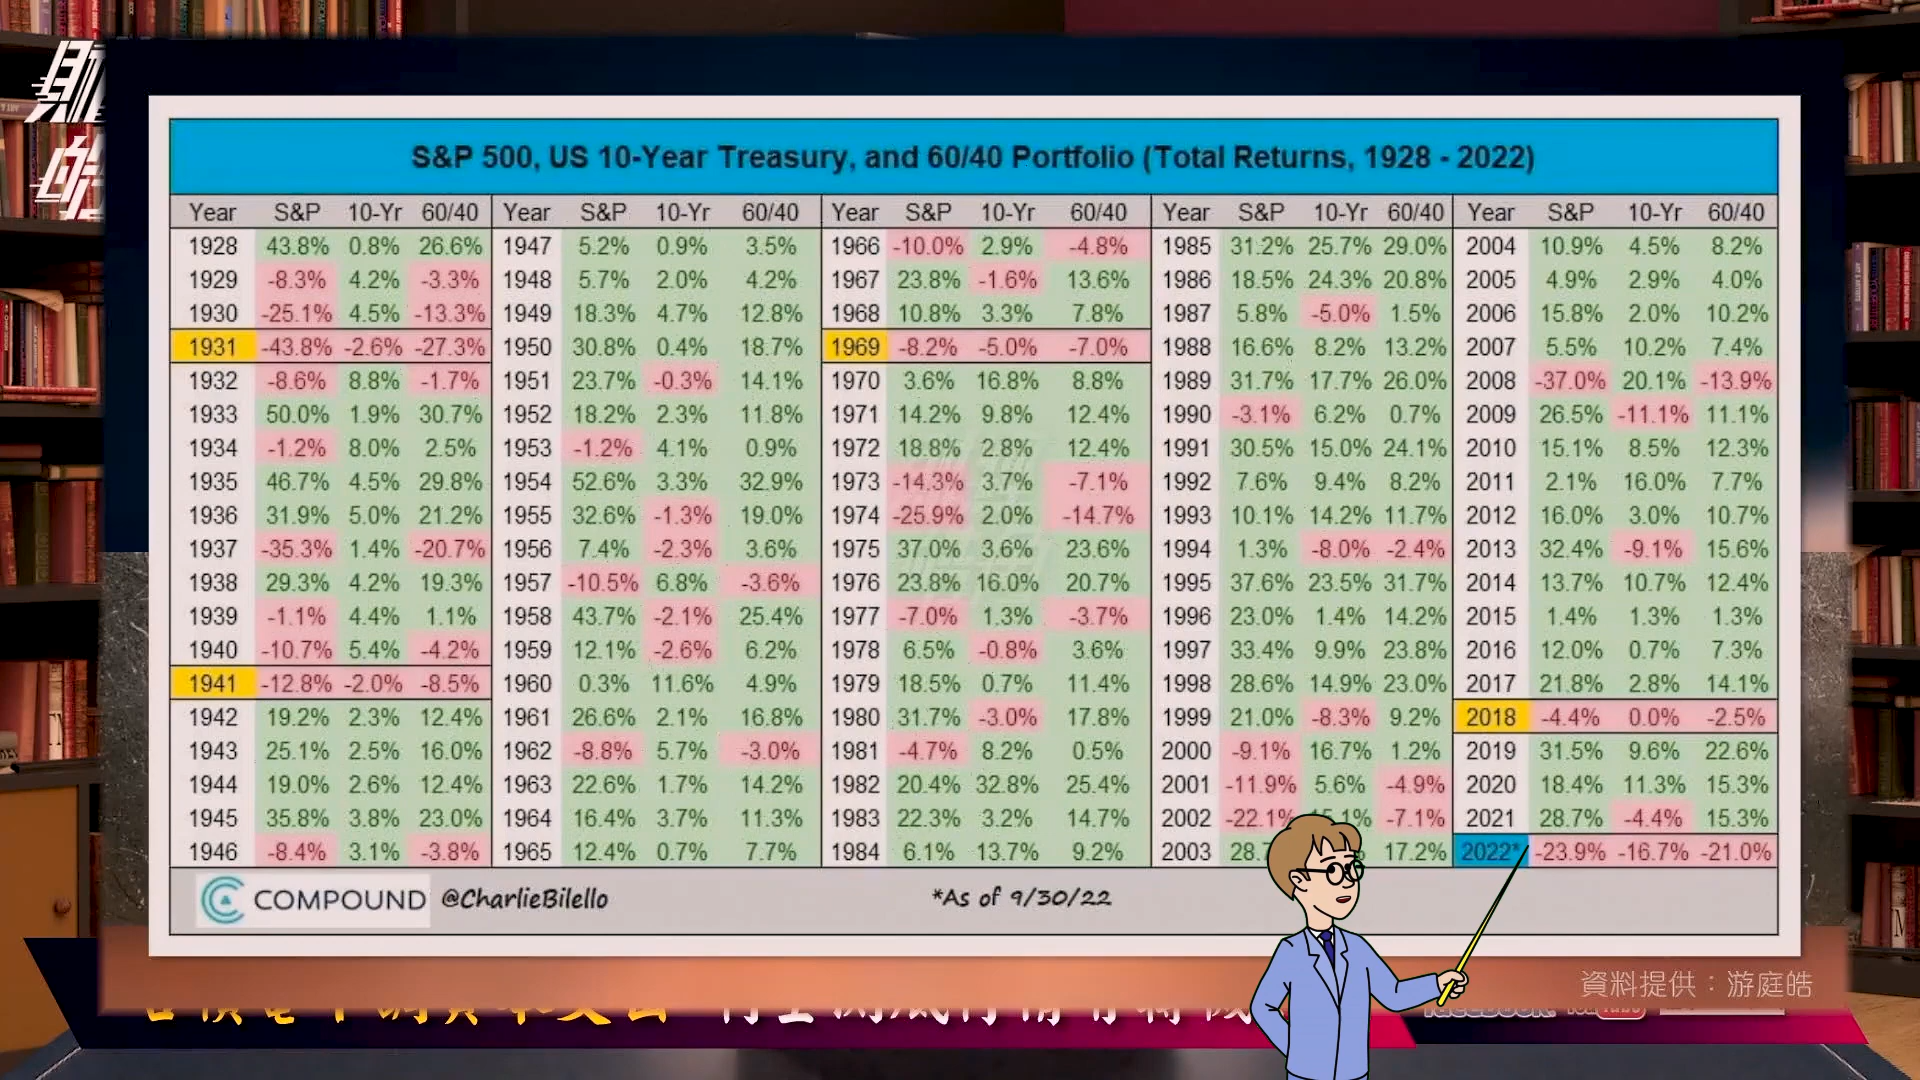 S&P 500, US 10-Year Treasury, and 60/40 Portfolio (Total Returns, 1928 - 2022)
Year S&P 10-Yr 60/40 Year S&P 10-Yr 60/40 Year S&P 10-Yr 60/40 Year S&P 10-Yr 60/40 Year S&P 10-Yr 60/40
1928 43.8% 0.8% 26.6% 1947 5.2% 0.9% 3.5% 1966 -10.0% 2.9% -4.8% 1985 31.2% 25.7% 29.0% 2004 10.9% 4.5% 8.2%
1929 -8.3% 4.2% -3.3% 1948 5.7% 2.0% 4.2% 1967 23.8% -1.6% 13.6% 1986 18.5% 24.3% 20.8% 2005 4.9% 2.9% 4.0%
1930 -25.1% 4.5% -13.3% 1949 18.3% 4.7% 12.8% 1968 10.8% 3.3% 7.8% 1987 5.8% -5.0% 1.5% 2006 15.8% 2.0% 10.2%
1931 -43.8% -2.6% -27.3% 1950 30.8% 0.4% 18.7% 1969 -8.2% -5.0% -7.0% 1988 16.6% 8.2% 13.2% 2007 5.5% 10.2% 7.4%
1932 -8.6% 8.8% -1.7% 1951 23.7% -0.3% 14.1% 1970 3.6% 16.8% 8.8% 1989 31.7% 17.7% 26.0% 2008 -37.0% 20.1% -13.9%
1933 50.0% 1.9% 30.7% 1952 18.2% 2.3% 11.8% 1971 14.2% 9.8% 12.4% 1990 -3.1% 6.2% 0.7% 2009 26.5% -11.1% 11.1%
1934 -1.2% 8.0% 2.5% 1953 -1.2% 4.1% 0.9% 1972 18.8% 2.8% 12.4% 1991 30.5% 15.0% 24.1% 2010 15.1% 8.5% 12.3%
1935 46.7% 4.5% 29.8% 1954 52.6% 3.3% 32.9% 1973 -14.3% 3.7% -7.1% 1992 7.6% 9.4% 8.2% 2011 2.1% 16.0% 7.7%
1936 31.9% 5.0% 21.2% 1955 32.6% -1.3% 19.0% 1974 -25.9% 2.0% -14.7% 1993 10.1% 14.2% 11.7% 2012 16.0% 3.0% 10.7%
1937 -35.3% 1.4% -20.7% 1956 7.4% -2.3% 3.6% 1975 37.0% 3.6% 23.6% 1994 1.3% -8.0% -2.4% 2013 32.4% -9.1% 15.6%
1938 29.3% 4.2% 19.3% 1957 -10.5% 6.8% -3.6% 1976 23.8% 16.0% 20.7% 1995 37.6% 23.5% 31.7% 2014 13.7% 10.7% 12.4%
1939 -1.1% 4.4% 1.1% 1958 43.7% -2.1% 25.4% 1977 -7.0% 1.3% -3.7% 1996 23.0% 1.4% 14.2% 2015 1.4% 1.3% 1.3%
1940 -10.7% 5.4% -4.2% 1959 12.1% -2.6% 6.2% 1978 6.5% -0.8% 3.6% 1997 33.4% 9.9% 23.8% 2016 12.0% 0.7% 7.3%
1941 -12.8% -2.0% -8.5% 1960 0.3% 11.6% 4.9% 1979 18.5% 0.7% 11.4% 1998 28.6% 14.9% 23.0% 2017 21.8% 2.8% 14.1%
1942 19.2% 2.3% 12.4% 1961 26.6% 2.1% 16.8% 1980 31.7% -3.0% 17.8% 1999 21.0% -8.3% 9.2% 2018 -4.4% 0.0% -2.5%
1943 25.1% 2.5% 16.0% 1962 -8.8% 5.7% -3.0% 1981 -4.7% 8.2% 0.5% 2000 -9.1% 16.7% 1.2% 2019 31.5% 9.6% 22.6%
1944 19.0% 2.6% 12.4% 1963 22.6% 1.7% 14.2% 1982 20.4% 32.8% 25.4% 2001 -11.9% 5.6% -4.9% 2020 18.4% 11.3% 15.3%
1945 35.8% 3.8% 23.0% 1964 16.4% 3.7% 11.3% 1983 22.3% 3.2% 14.7% 2002 -22.1% -7.1% 2021 28.7% -4.4% 15.3%
1946 -8.4% 3.1% -3.8% 1965 12.4% 0.7% 7.7% 1984 6.1% 13.7% 9.2% 2003 17.2% 2022* -23.9% -16.7% -21.0%
COMPOUND @CharlieBilello *As of 9/30/22
資料提供：游庭皓